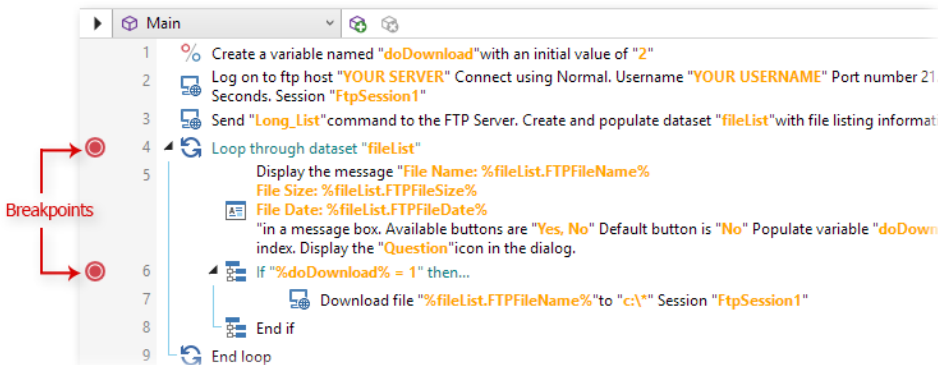 Main
1 Create a variable named "doDownload"with an initial value of "2"
2 Log on to ftp host "YOUR SERVER" Connect using Normal. Username "YOUR USERNAME" Port number 21
Seconds. Session "FtpSession1"
3 Send "Long_List"command to the FTP Server. Create and populate dataset "fileList"with file listing informat
4 Loop through dataset "fileList"
5 Display the message "File Name: %fileList.FTPFileName%
File Size: %fileList.FTPFileSize%
File Date: %fileList.FTPFileDate%
"in a message box. Available buttons are "Yes, No" Default button is "No" Populate variable "doDown
index. Display the "Question"icon in the dialog.
Breakpoints
6 If "%doDownload% = 1" then...
7 Download file "%fileList.FTPFileName%"to "c:\*" Session "FtpSession1"
8 End if
9 End loop